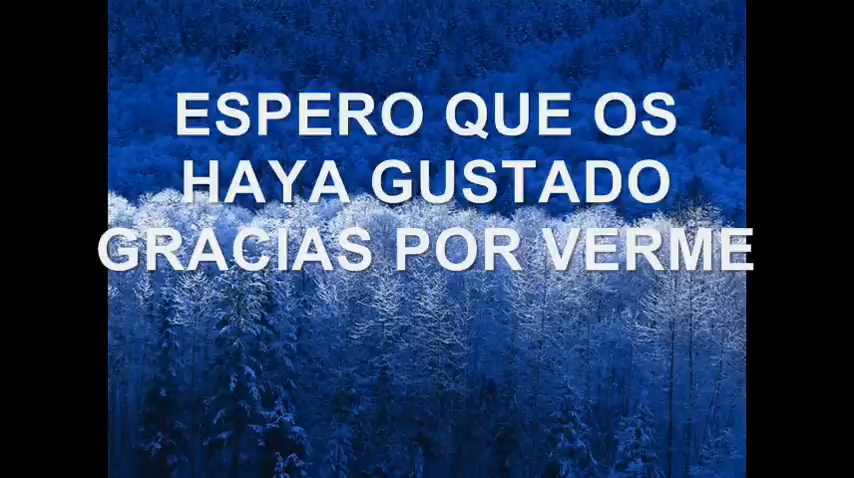 ESPERO QUE OS
HAYA GUSTADO
GRACIAS POR VERME